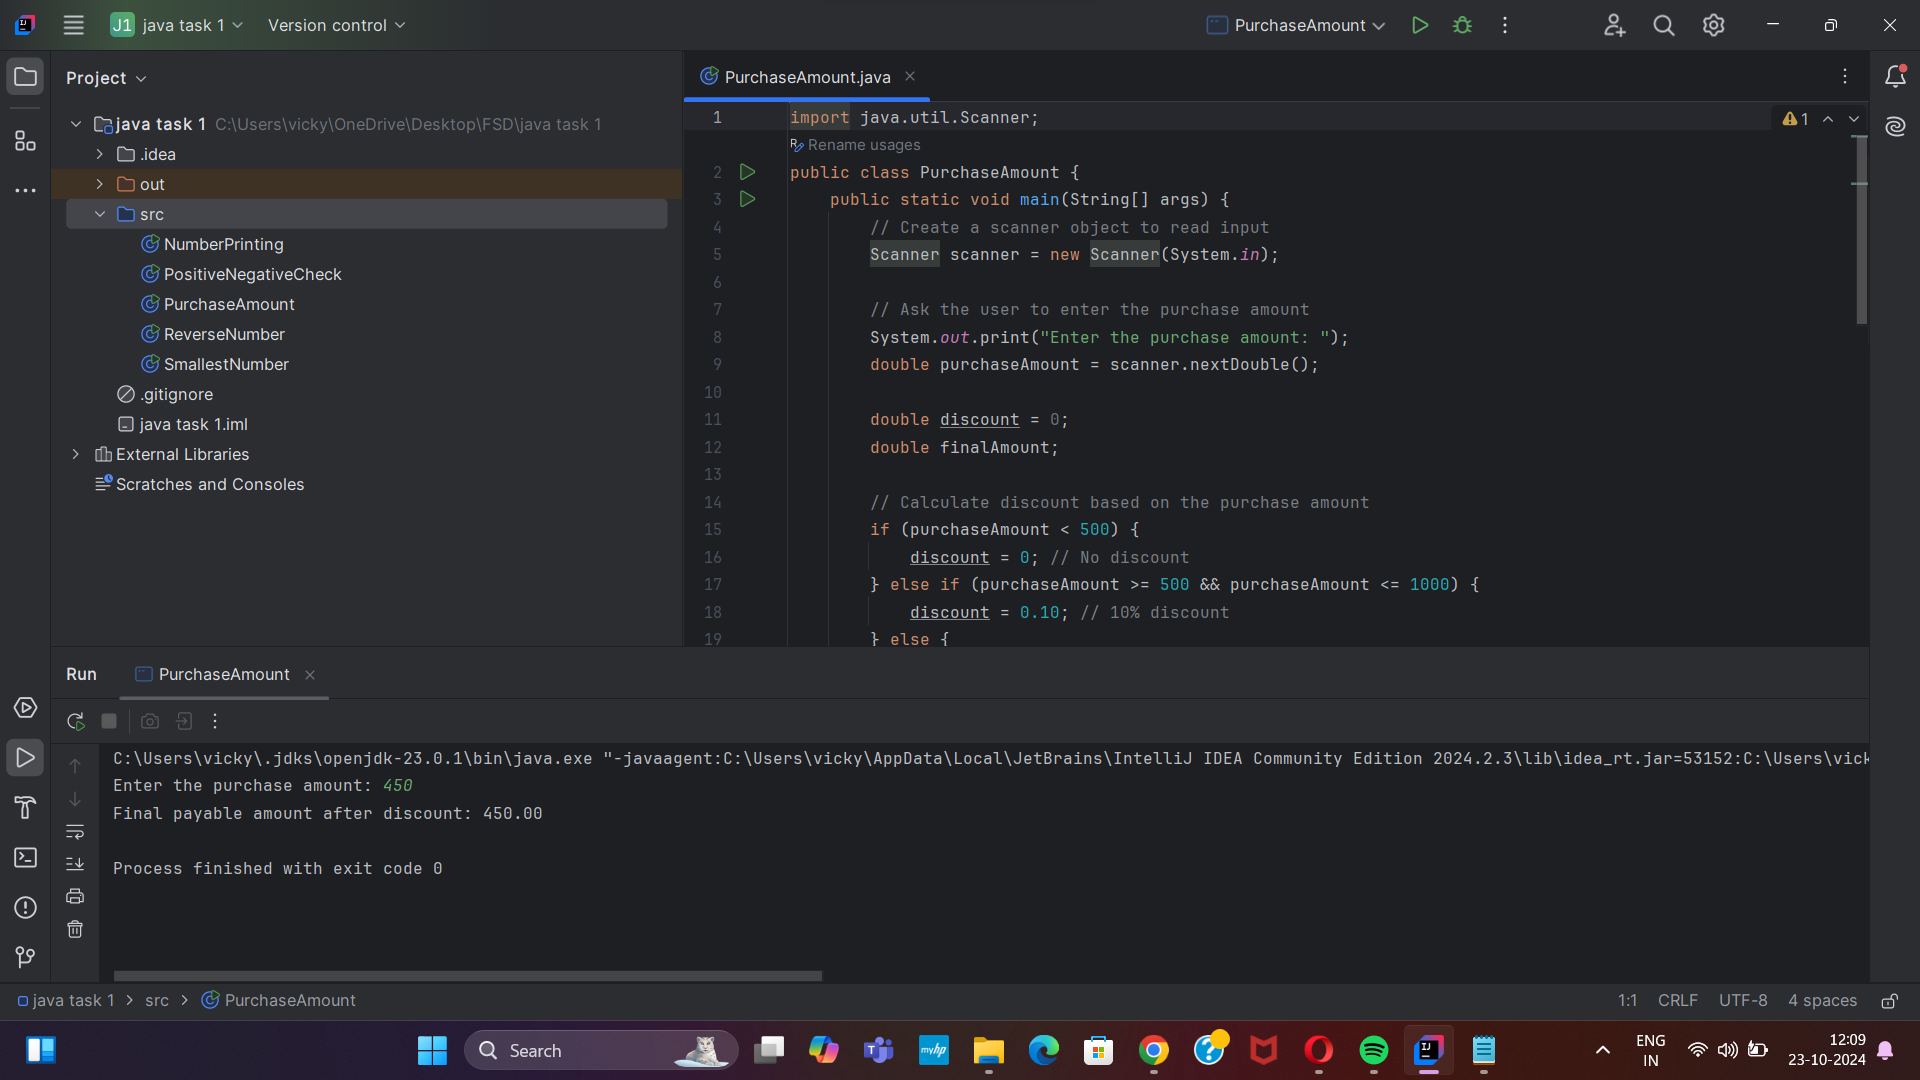 J1 java task 1 Version control PurchaseAmount
Project
java task 1 C:\Users\vicky\OneDrive\Desktop\FSD\java task 1
.idea
out
src
NumberPrinting
PositiveNegativeCheck
PurchaseAmount
ReverseNumber
SmallestNumber
.gitignore
java task 1.iml
External Libraries
Scratches and Consoles
PurchaseAmount.java
1 import java.util.Scanner; 1
Rename usages
2 public class PurchaseAmount {
3 public static void main(String[] args) {
4 // Create a scanner object to read input
5 Scanner scanner = new Scanner(System.in);
6
7 // Ask the user to enter the purchase amount
8 System.out.print("Enter the purchase amount: ");
9 double purchaseAmount = scanner.nextDouble();
10
11 double discount = 0;
12 double finalAmount;
13
14 // Calculate discount based on the purchase amount
15 if (purchaseAmount < 500) {
16 discount = 0; // No discount
17 } else if (purchaseAmount >= 500 && purchaseAmount <= 1000) {
18 discount = 0.10; // 10% discount
19 } else {
Run PurchaseAmount
C:\Users\vicky\.jdks\openjdk-23.0.1\bin\java.exe "-javaagent:C:\Users\vicky\AppData\Local\JetBrains\IntelliJ IDEA Community Edition 2024.2.3\lib\idea_rt.jar=53152:C:\Users\vick
Enter the purchase amount: 450
Final payable amount after discount: 450.00
Process finished with exit code 0
java task 1 > src > PurchaseAmount 1:1 CRLF UTF-8 4 spaces
Search
myhp
ENG
IN
12:09
23-10-2024